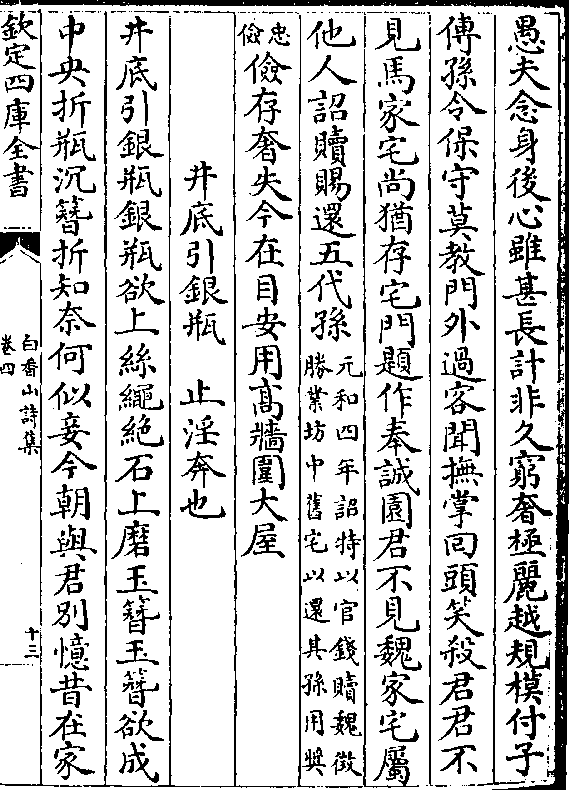 愚夫念身後心雖甚長計非久窮奢極麗越規模付子
傳孫令保守莫教門外過客聞撫掌回頭笑殺君君不
見馬家宅尚猶存宅門題作奉誠園君不見魏家宅屬
他人詔贖賜還五代孫元和四年詔特以官錢贖魏徴
勝業坊中舊宅以還其孫用奬
忠儉
儉存奢失今在目安用髙牆圍大屋
井底引銀瓶 止淫奔也
井底引銀瓶銀瓶欲上絲繩絶石上磨玉簪玉簪欲成
中央折瓶沉簪折知奈何似妾今朝與君別憶昔在家
欽定四庫全書
白香山詩集
卷四
十三